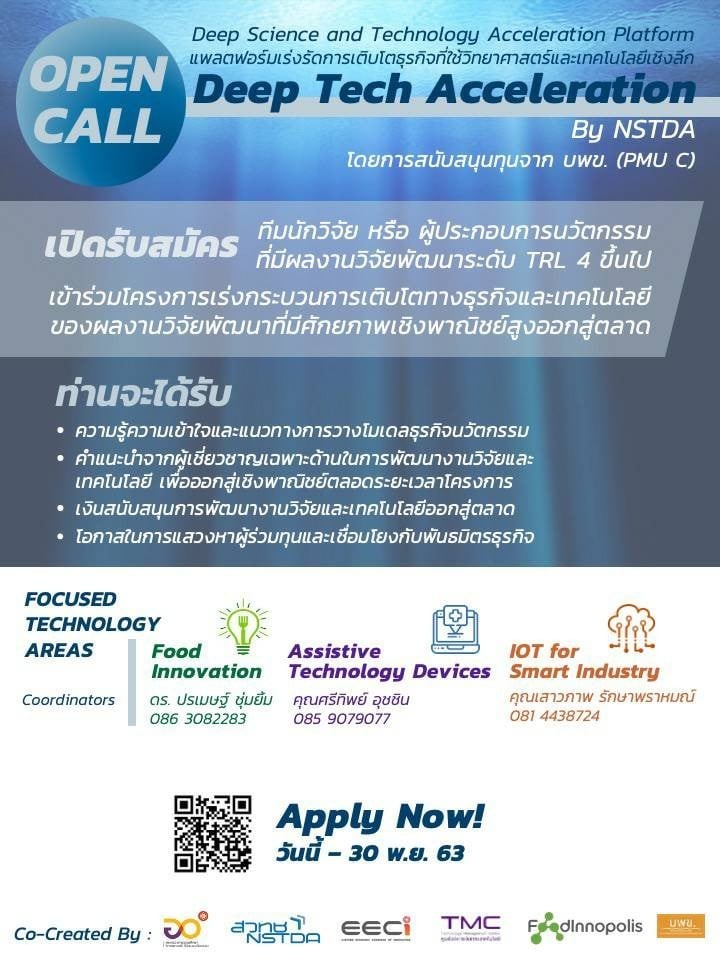 OPEN
CALL
Deep Science and Technology Acceleration Platform
แพลตฟอร์มเร่งรัดการเติบโตธุรกิจที่ใช้วิทยาศาสตร์และเทคโนโลยีเชิงลึก
Deep Tech Acceleration
By NSTDA
โดยการสนับสนุนทุนจาก บพข. (PMU C)
เปิดรับสมัคร
ทีมนักวิจัย หรือ ผู้ประกอบการนวัตกรรม
ที่มีผลงานวิจัยพัฒนาระดับ TRL 4 ขึ้นไป
เข้าร่วมโครงการเร่งกระบวนการเติบโตทางธุรกิจและเทคโนโลยี
ของผลงานวิจัยพัฒนาที่มีศักยภาพเชิงพาณิชย์สูงออกสู่ตลาด
ท่านจะได้รับ
• ความรู้ความเข้าใจและแนวทางการวางโมเดลธุรกิจนวัตกรรม
• คำแนะนำจากผู้เชี่ยวชาญเฉพาะด้านในการพัฒนางานวิจัยและ
เทคโนโลยี เพื่อออกสู่เชิงพาณิชย์ตลอดระยะเวลาโครงการ
• เงินสนับสนุนการพัฒนางานวิจัยและเทคโนโลยีออกสู่ตลาด
• โอกาสในการแสวงหาผู้ร่วมทุนและเชื่อมโยงกับพันธมิตรธุรกิจ
FOCUSED
TECHNOLOGY
AREAS
Coordinators
Food
Innovation
ดร. ปรเมษฐ์ ชุ่มยิ้ม
086 3082283
Assistive
Technology Devices
คุณศรีทิพย์ อุชชิน
085 9079077
IOT for
Smart Industry
คุณเสาวภาพ รักษาพราหมณ์
081 4438724
Apply Now!
วันนี้ – 30 พ.ย. 63
Co-Created By :
สวทช
NSTDA
EECi
TMC
FoodInnopolis
บพข.